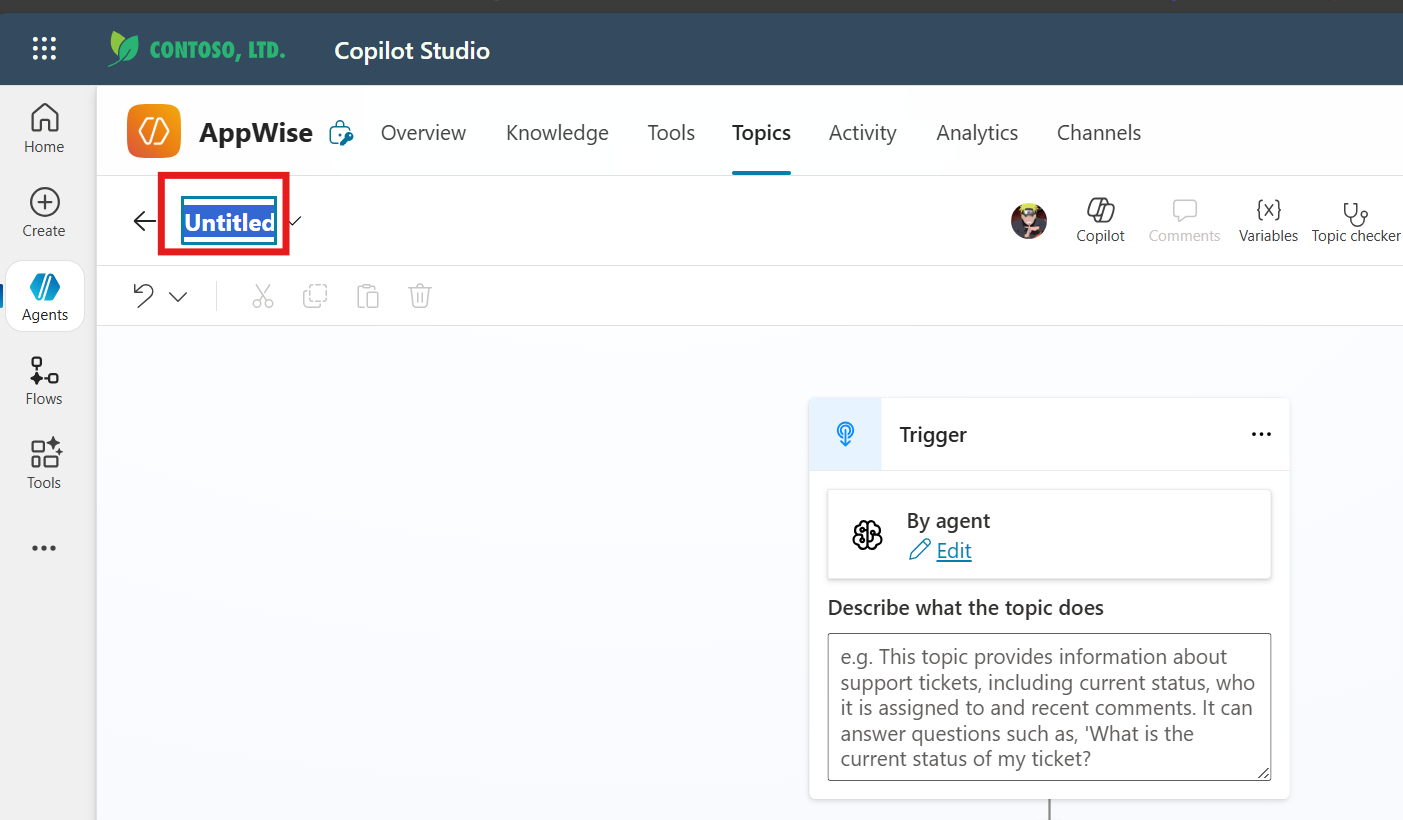 CONTOSO, LTD.
Copilot Studio
Home
Create
Agents
Flows
Tools
AppWise
Overview
Knowledge
Tools
Topics
Activity
Analytics
Channels
Untitled
Copilot
Comments
{x}
Variables
Topic checker
Trigger
By agent
Edit
Describe what the topic does
e.g. This topic provides information about
support tickets, including current status, who
it is assigned to and recent comments. It can
answer questions such as, 'What is the
current status of my ticket?